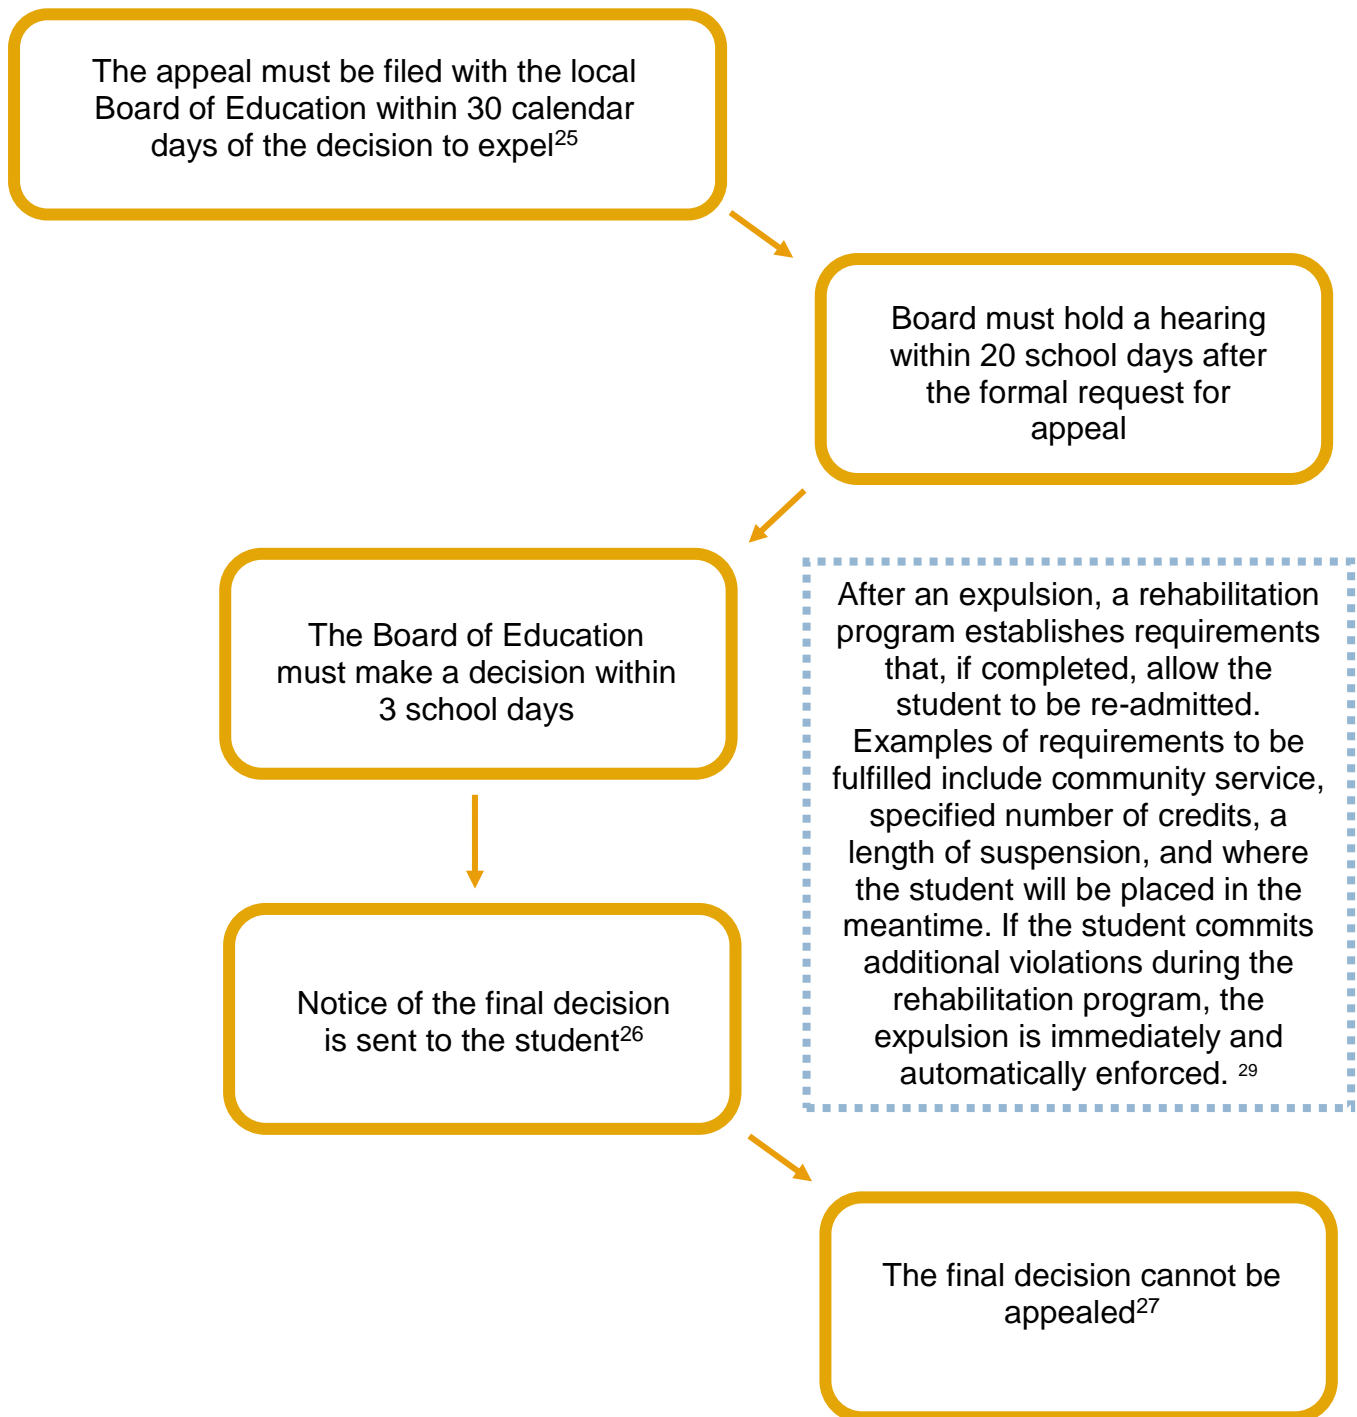 The appeal must be filed with the local
Board of Education within 30 calendar
days of the decision to expel25
Board must hold a hearing
within 20 school days after
the formal request for
appeal
The Board of Education
must make a decision within
3 school days
After an expulsion, a rehabilitation
program establishes requirements
that, if completed, allow the
student to be re-admitted.
Examples of requirements to be
fulfilled include community service,
specified number of credits, a
length of suspension, and where
the student will be placed in the
meantime. If the student commits
additional violations during the
rehabilitation program, the
expulsion is immediately and
automatically enforced. 29
Notice of the final decision
is sent to the student26
The final decision cannot be
appealed27